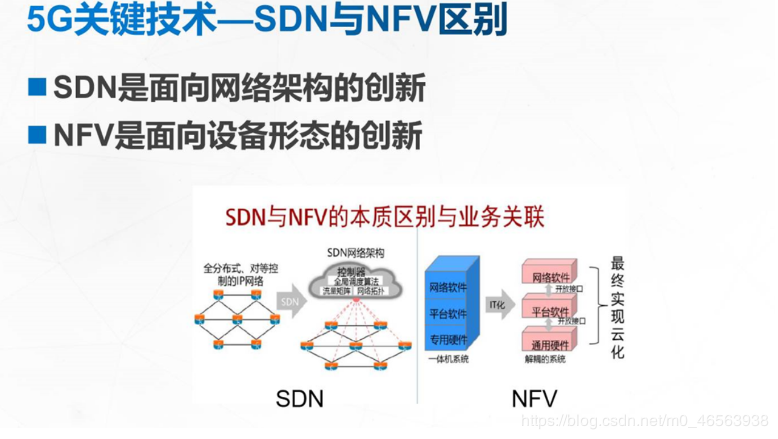 5G关键技术—SDN与NFV区别
SDN是面向网络架构的创新
NFV是面向设备形态的创新
SDN与NFV的本质区别与业务关联
全分布式、对等控
制的IP网络
SDN
SDN网络架构
控制器
全局调度算法
流量矩阵 网络拓扑
SDN
网络软件
平台软件
专用硬件
一体机系统
IT化
网络软件
开放接口
平台软件
开放接口
通用硬件
解耦的系统
最终实现云化
NFV
https://blog.csdn.net/m0_46563938